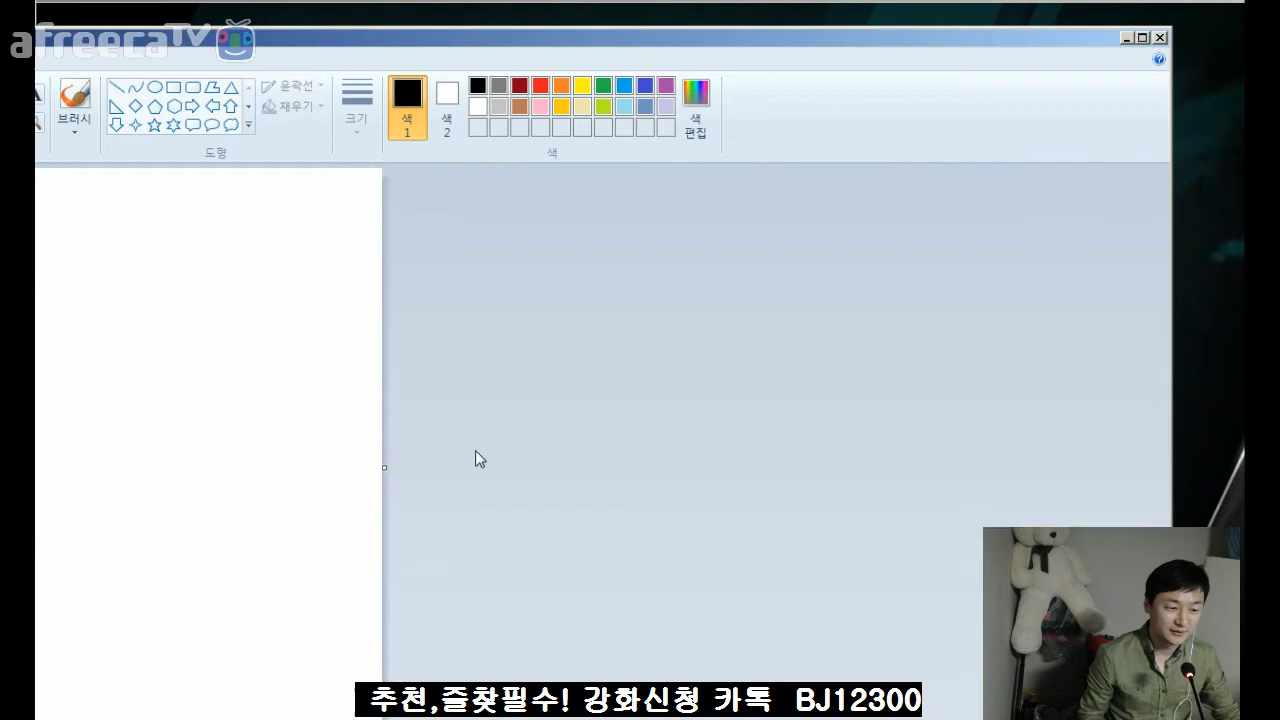 afreecaTV
윤곽선
채우기
브러시
크기
색
1
색
2
색
편집
도형
색
추천,즐찾필수! 강화신청 카톡 BJ12300